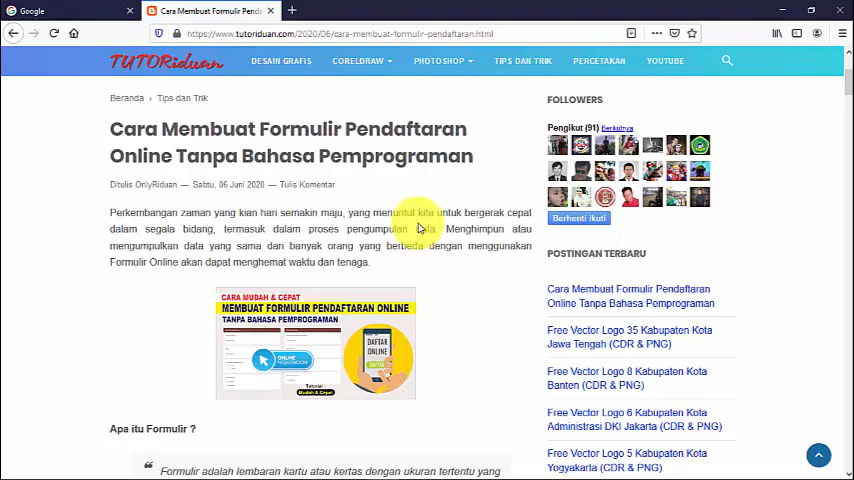 Google
Cara Membuat Formulir Penda
https://www.tutoriduan.com/2020/06/cara-membuat-formulir-pendaftaran.html
TUTORiduan
DESAIN GRAFIS
CORELDRAW
PHOTOSHOP
TIPS DAN TRIK
PERCETAKAN
YOUTUBE
Beranda › Tips dan Trik
Cara Membuat Formulir Pendaftaran
Online Tanpa Bahasa Pemprograman
Ditulis OnlyRiduan — Sabtu, 06 Juni 2020 — Tulis Komentar
Perkembangan zaman yang kian hari semakin maju, yang menuntut kita untuk bergerak cepat
dalam segala bidang, termasuk dalam proses pengumpulan data. Menghimpun atau
mengumpulkan data yang sama dari banyak orang yang berbeda dengan menggunakan
Formulir Online akan dapat menghemat waktu dan tenaga.
CARA MUDAH & CEPAT
MEMBUAT FORMULIR PENDAFTARAN ONLINE
TANPA BAHASA PEMPROGRAMAN
ONLINE
REGISTRATION
DAFTAR
ONLINE
Tutorial :
Mudah & Cepat
Apa itu Formulir ?
❝ Formulir adalah lembaran kartu atau kertas dengan ukuran tertentu yang
FOLLOWERS
Pengikut (91) Berikutnya
Berhenti ikuti
POSTINGAN TERBARU
Cara Membuat Formulir Pendaftaran
Online Tanpa Bahasa Pemprograman
Free Vector Logo 35 Kabupaten Kota
Jawa Tengah (CDR & PNG)
Free Vector Logo 8 Kabupaten Kota
Banten (CDR & PNG)
Free Vector Logo 6 Kabupaten Kota
Administrasi DKI Jakarta (CDR & PNG)
Free Vector Logo 5 Kabupaten Kota
Yogyakarta (CDR & PNG)